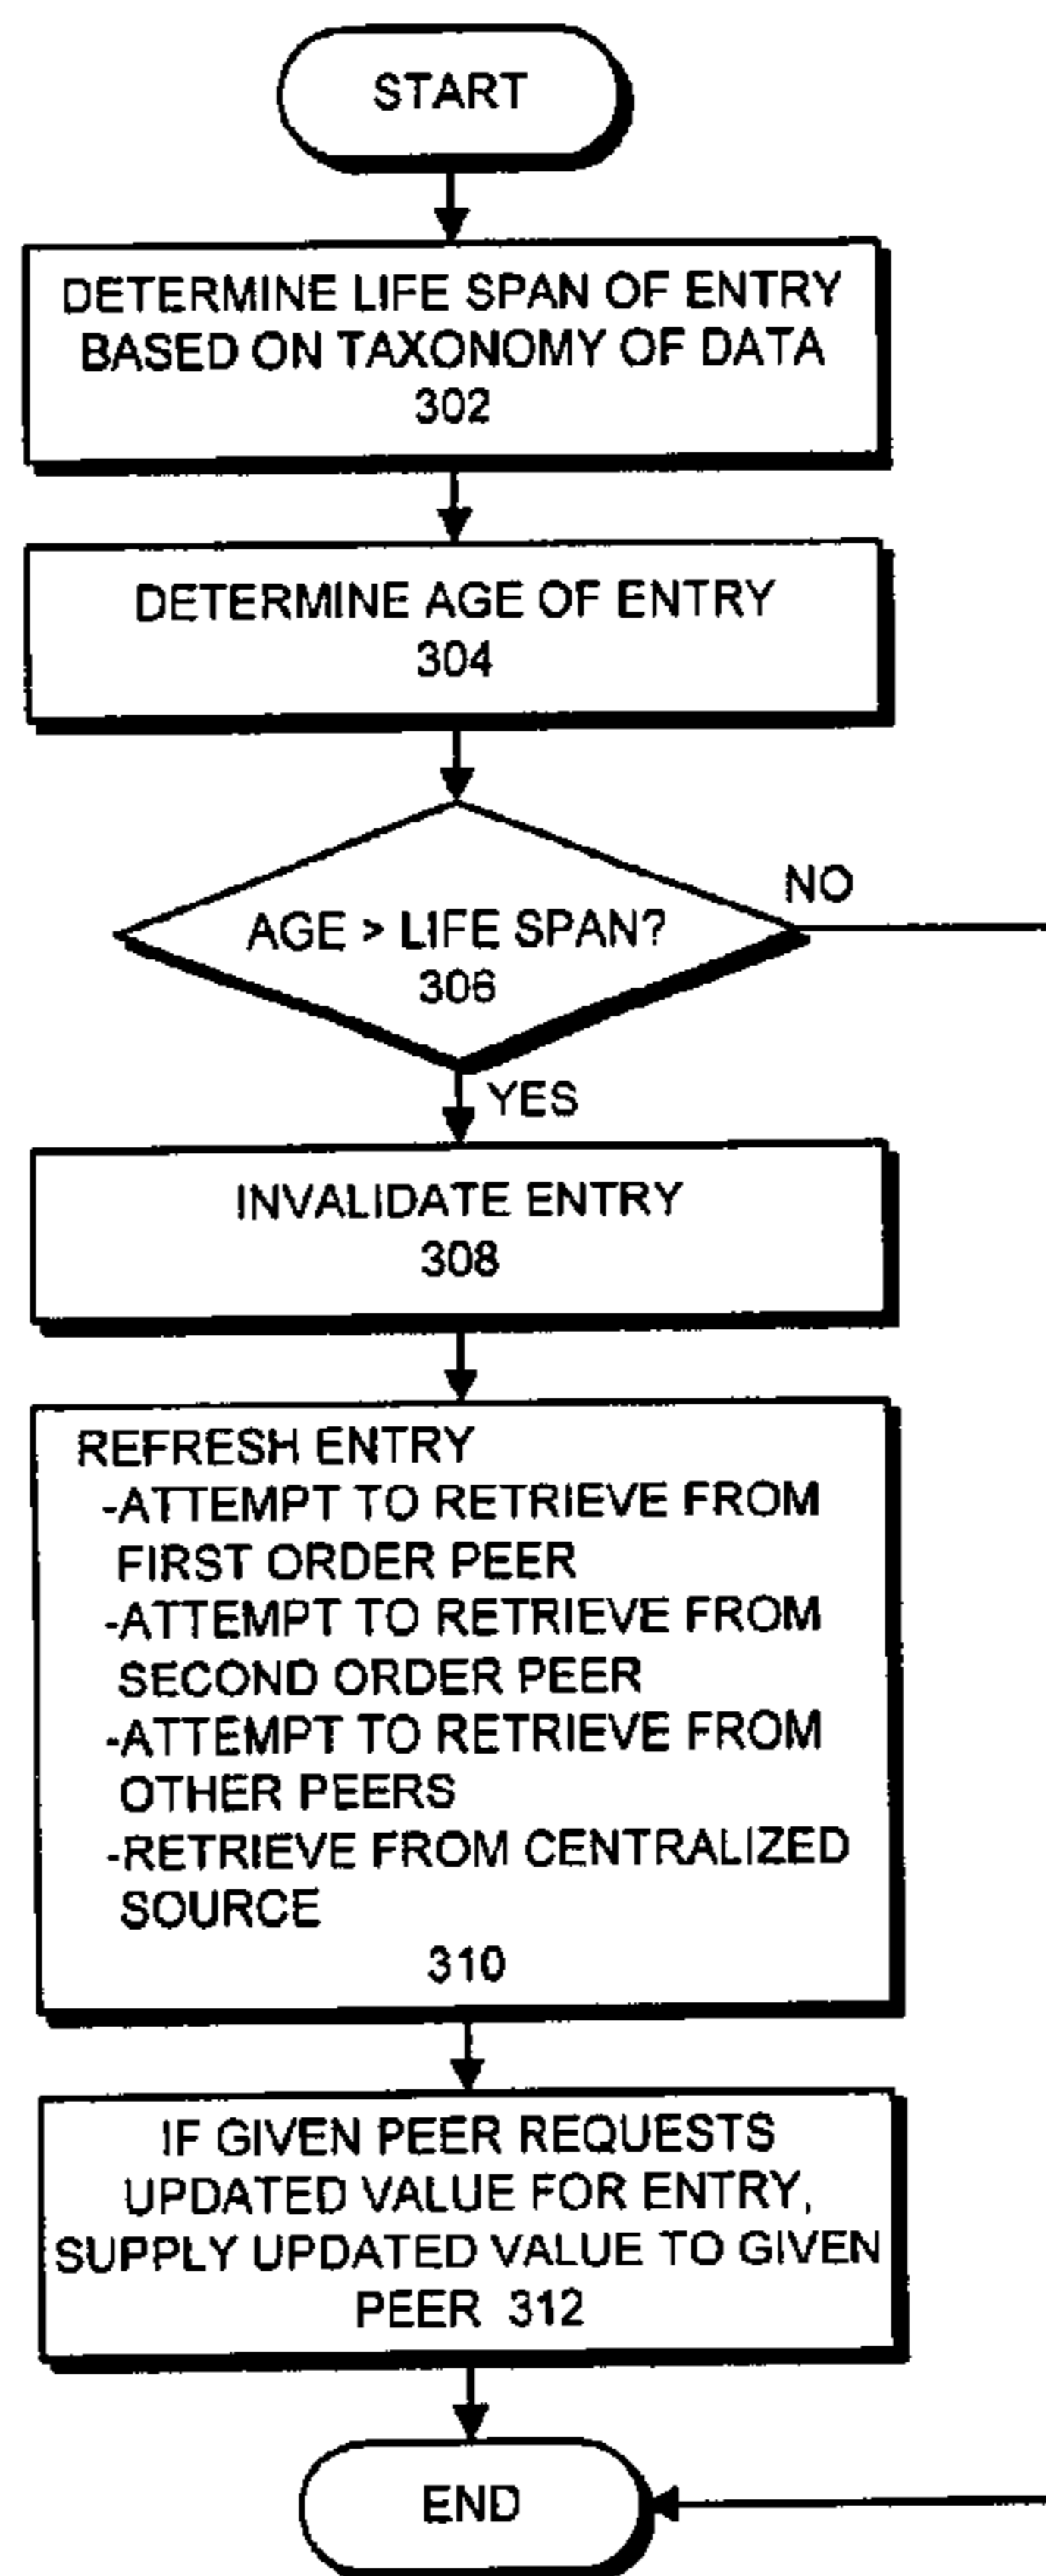 START
DETERMINE LIFE SPAN OF ENTRY
BASED ON TAXONOMY OF DATA
302
DETERMINE AGE OF ENTRY
304
NO
AGE > LIFE SPAN?
306
YES
INVALIDATE ENTRY
308
REFRESH ENTRY
-ATTEMPT TO RETRIEVE FROM
FIRST ORDER PEER
-ATTEMPT TO RETRIEVE FROM
SECOND ORDER PEER
-ATTEMPT TO RETRIEVE FROM
OTHER PEERS
-RETRIEVE FROM CENTRALIZED
SOURCE
310
IF GIVEN PEER REQUESTS
UPDATED VALUE FOR ENTRY,
SUPPLY UPDATED VALUE TO GIVEN
PEER 312
END